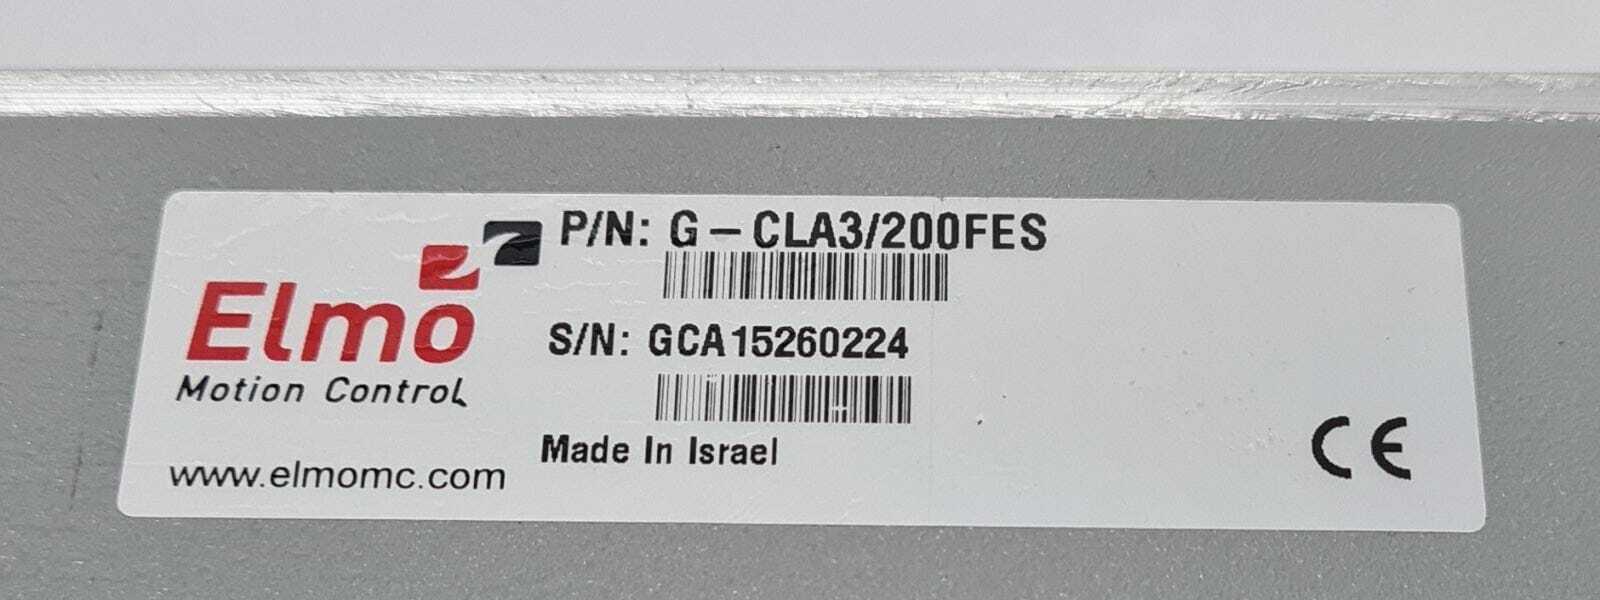 P/N: G-CLA3/200FES
Elmo
Motion Control
S/N: GCA15260224
Made In Israel
www.elmomc.com
CE